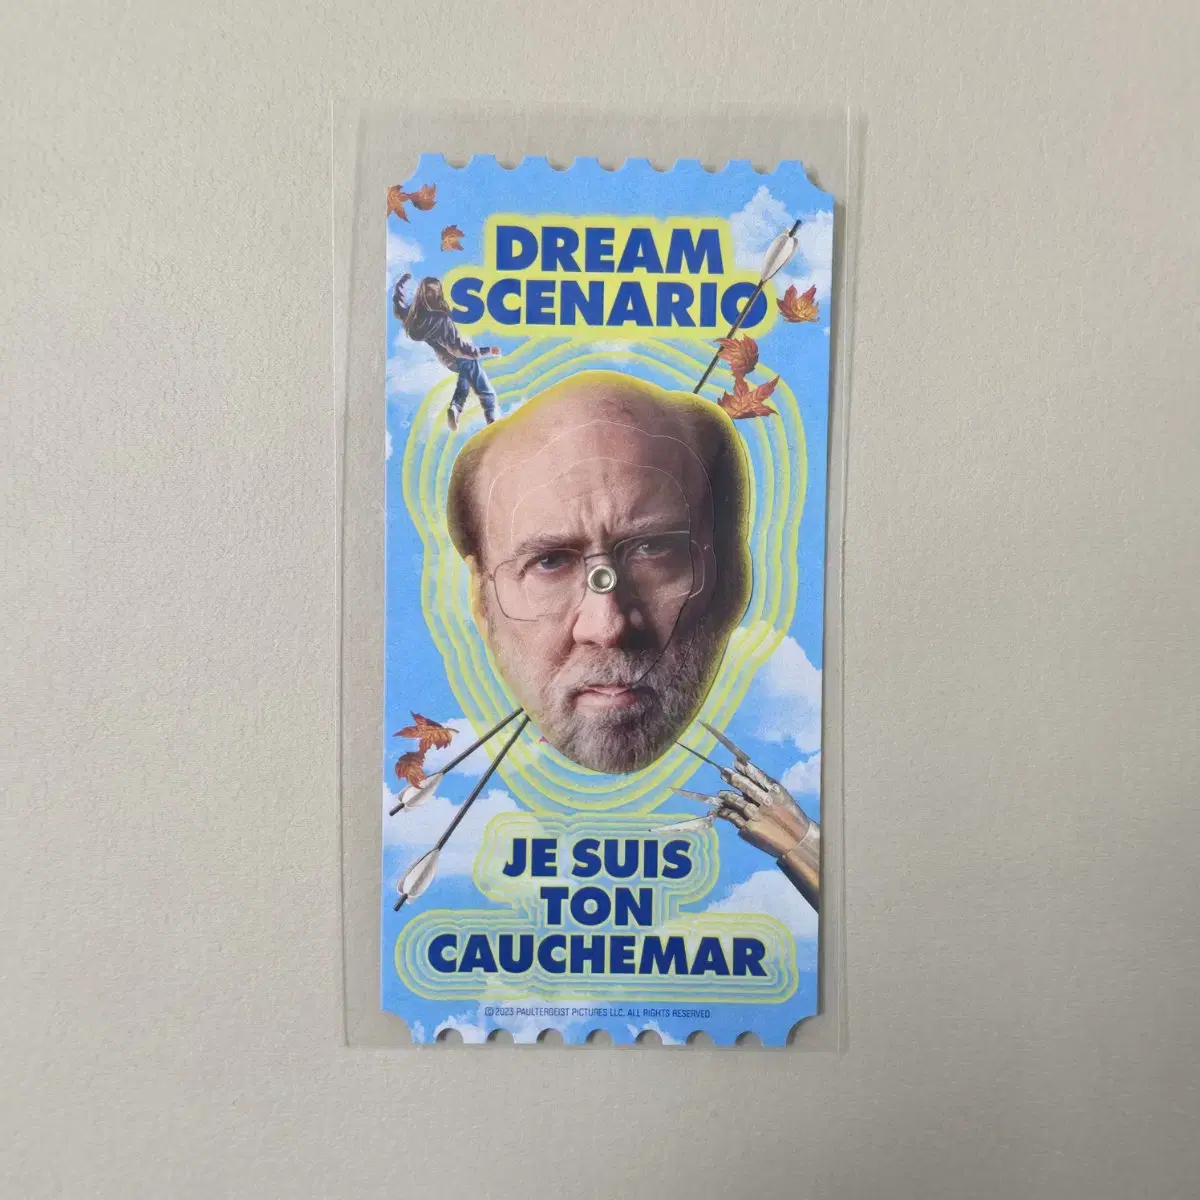 DREAM
SCENARIO
JE SUIS
TON
CAUCHEMAR
© 2023 PAULTERGEIST PICTURES LLC. ALL RIGHTS RESERVED.